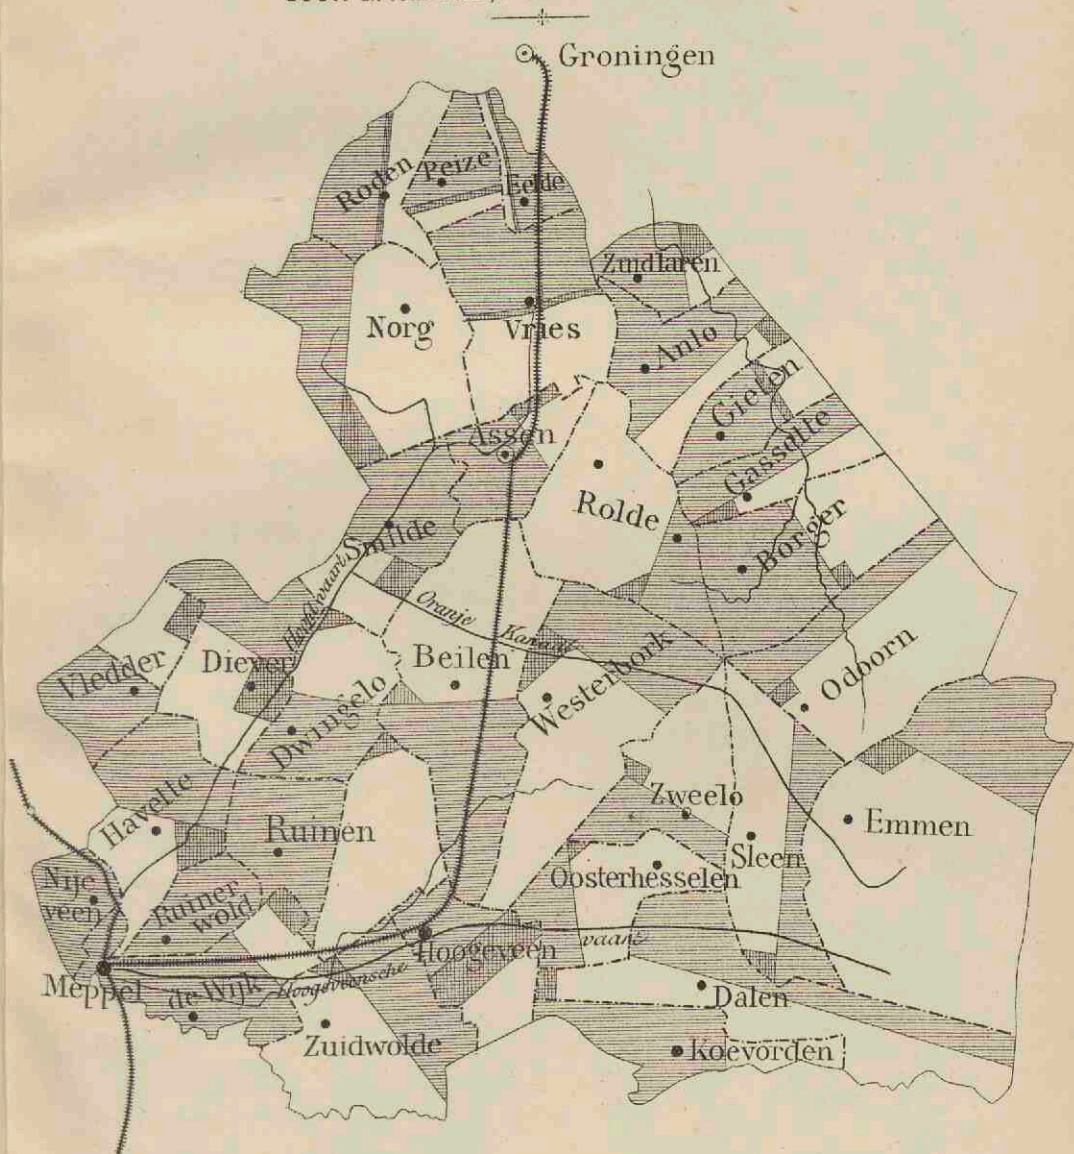 Groningen
Roden
Peize
Eelde
Zuidlaren
Norg
Vries
Anlo
Gieten
Assen
Gasselte
Rolde
Borger
Smilde
Hoofdvaart
Oranje Kanaal
Vledder
Diever
Beilen
Westerbork
Odoorn
Dwingelo
Havelte
Ruinen
Zweelo
Emmen
Sleen
Nije
veen
Oosterhesselen
Ruiner
wold
Hoogeveen
vaart
Meppel
de Wijk
Hoogeveensche
Dalen
Zuidwolde
Koevorden